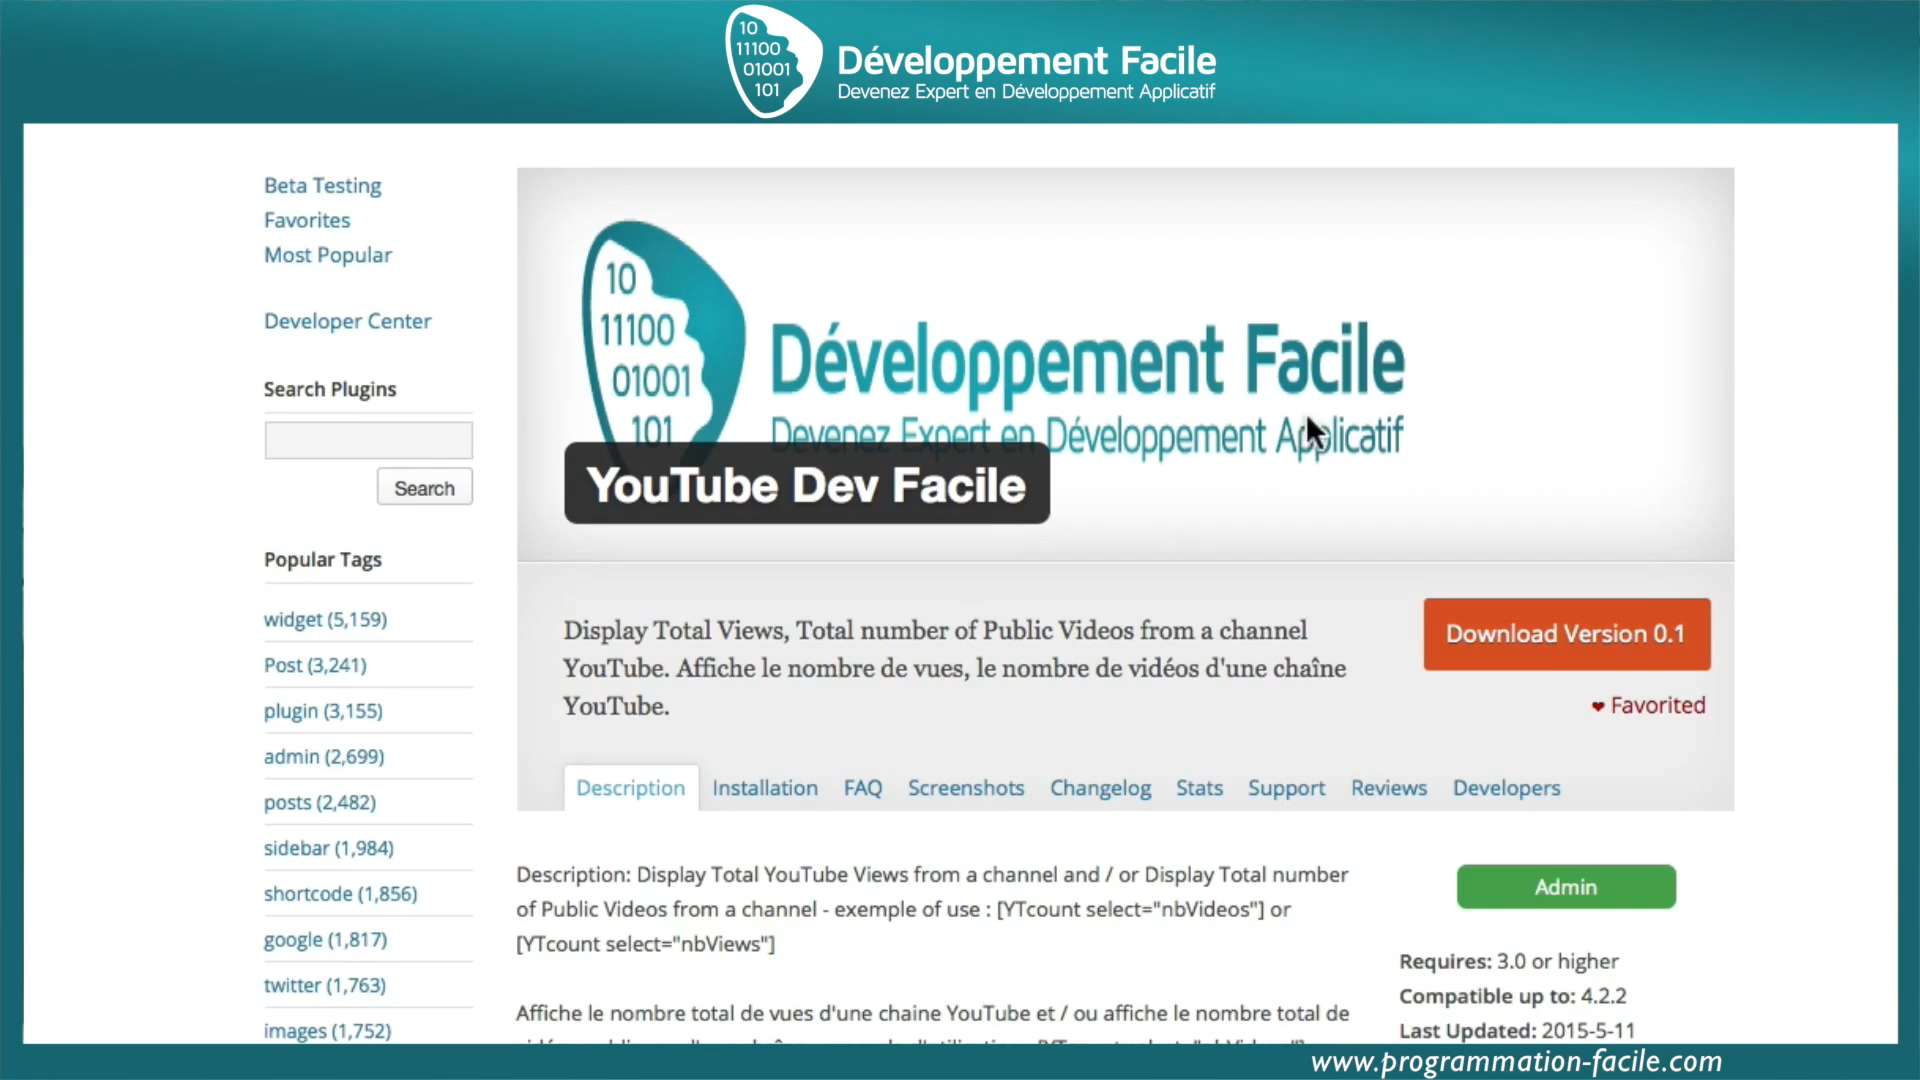 10
11100
01001
101
Développement Facile
Devenez Expert en Développement Applicatif
Beta Testing
Favorites
Most Popular
Developer Center
Search Plugins
Search
Popular Tags
widget (5,159)
Post (3,241)
plugin (3,155)
admin (2,699)
posts (2,482)
sidebar (1,984)
shortcode (1,856)
google (1,817)
twitter (1,763)
images (1,752)
10
11100
01001
101
Développement Facile
Devenez Expert en Développement Applicatif
YouTube Dev Facile
Display Total Views, Total number of Public Videos from a channel
YouTube. Affiche le nombre de vues, le nombre de vidéos d'une chaîne
YouTube.
Download Version 0.1
Favorited
Description Installation FAQ Screenshots Changelog Stats Support Reviews Developers
Description: Display Total YouTube Views from a channel and / or Display Total number
of Public Videos from a channel - exemple of use : [YTcount select="nbVideos"] or
[YTcount select="nbViews"]
Affiche le nombre total de vues d'une chaine YouTube et / ou affiche le nombre total de
Admin
Requires: 3.0 or higher
Compatible up to: 4.2.2
Last Updated: 2015-5-11
www.programmation-facile.com